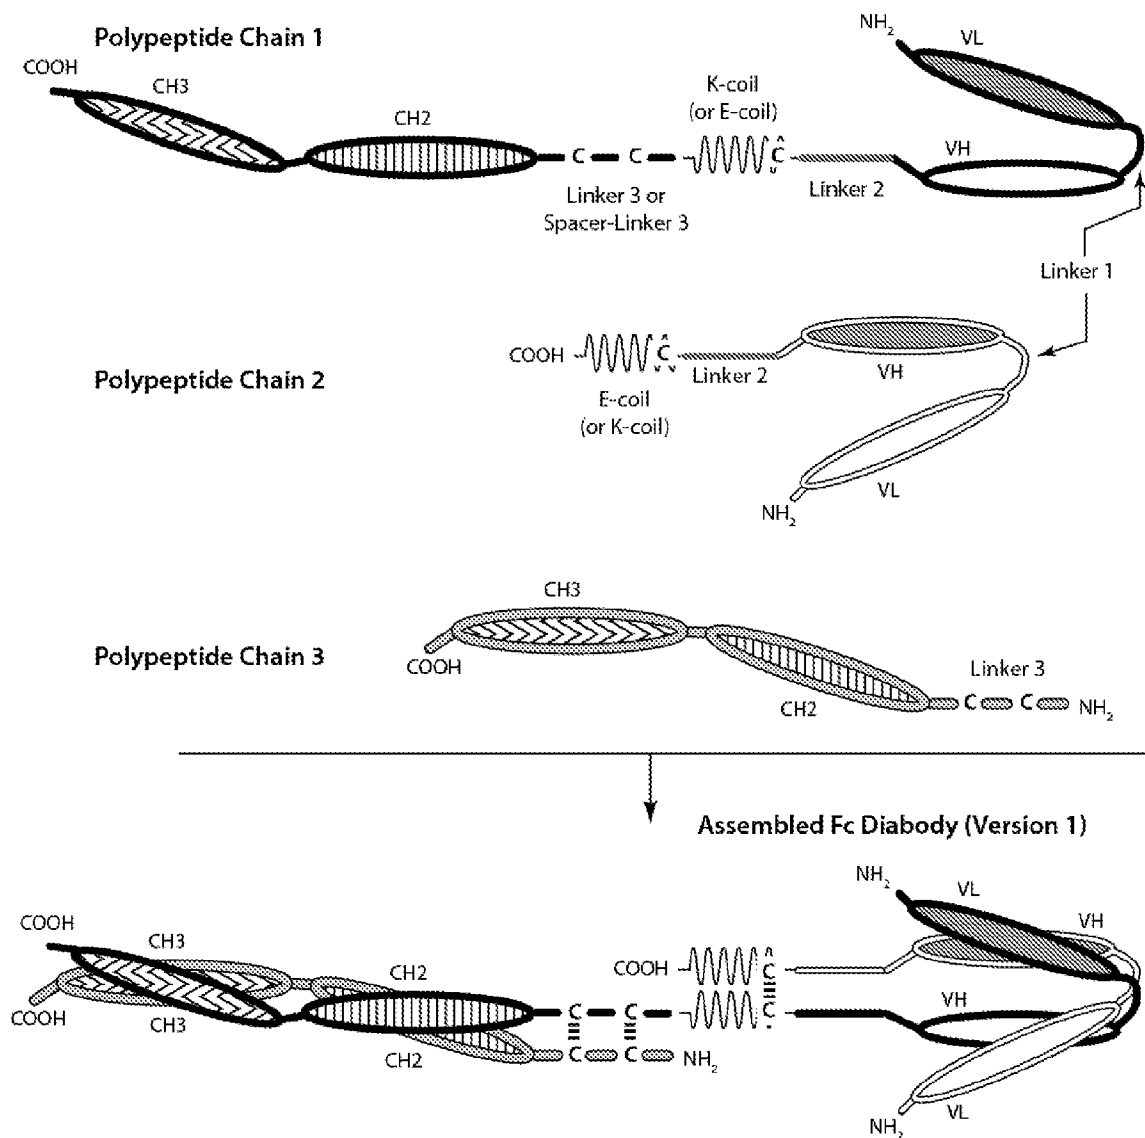 Polypeptide Chain 1
COOH
CH3
CH2
C C
Linker 3 or
Spacer-Linker 3
K-coil
(or E-coil)
C
Linker 2
NH2
VL
VH
Linker 1
Polypeptide Chain 2
COOH
C
E-coil
(or K-coil)
Linker 2
VH
VL
NH2
Polypeptide Chain 3
CH3
COOH
CH2
Linker 3
C C
NH2
Assembled Fc Diabody (Version 1)
COOH
CH3
COOH
CH3
CH2
CH2
C C
C C
NH2
COOH
C
C
NH2
VL
VH
VH
VL
NH2